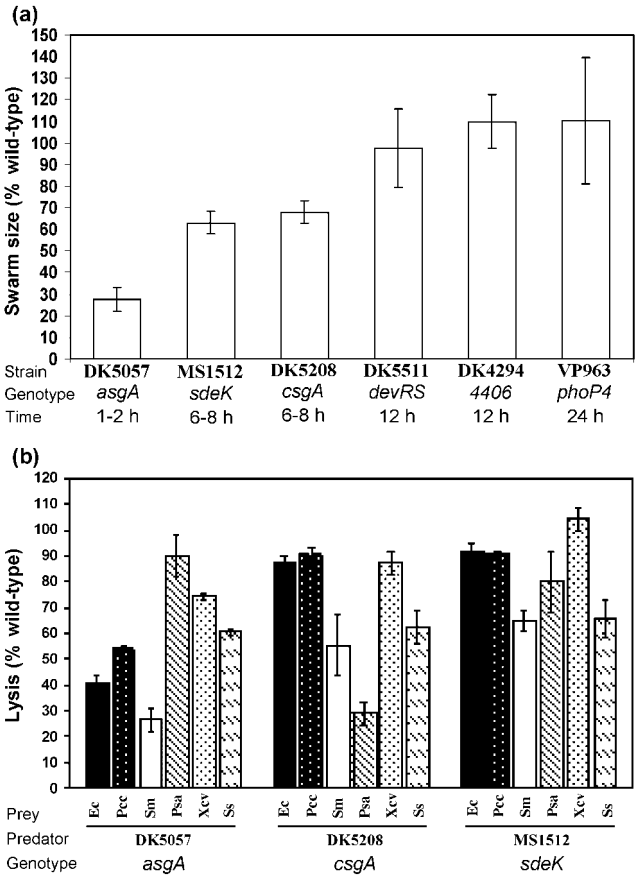 (a)
Swarm size (% wild-type)
150
140
130
120
110
100
90
80
70
60
50
40
30
20
10
0
Strain DK5057 MS1512 DK5208 DK5511 DK4294 VP963
Genotype asgA sdeK csgA devRS 4406 phoP4
Time 1-2 h 6-8 h 6-8 h 12 h 12 h 24 h
(b)
Lysis (% wild-type)
120
110
100
90
80
70
60
50
40
30
20
10
0
Prey Ec Pcc Sm Psa Xcv Ss Ec Pcc Sm Psa Xcv Ss Ec Pcc Sm Psa Xcv Ss
Predator DK5057 DK5208 MS1512
Genotype asgA csgA sdeK